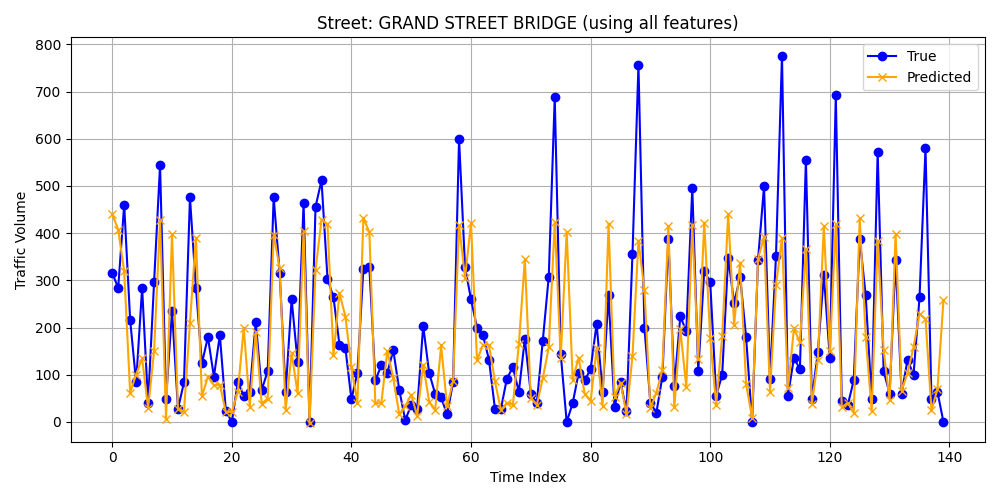 Street: GRAND STREET BRIDGE (using all features)
True
Predicted
Traffic Volume
800
700
600
500
400
300
200
100
0
0 20 40 60 80 100 120 140
Time Index